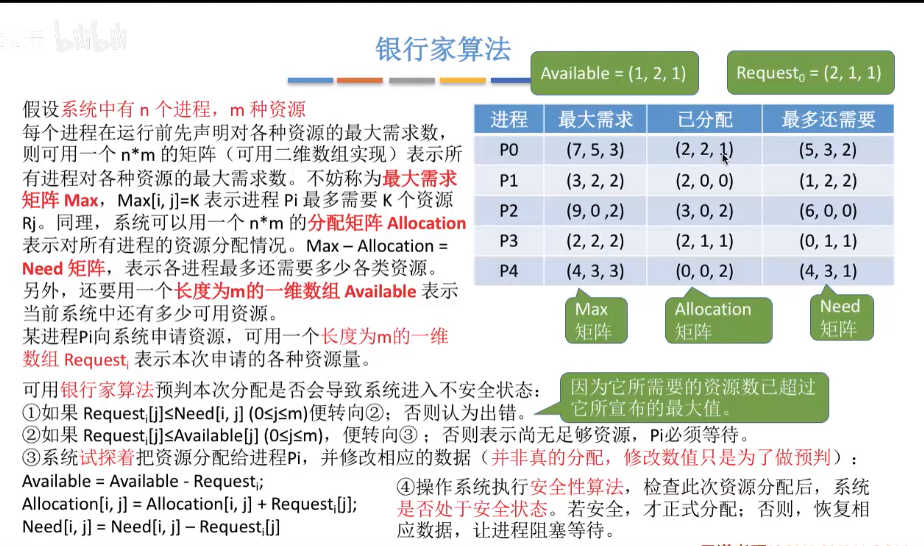 bilibili
银行家算法
Available = (1, 2, 1)
Request₀ = (2, 1, 1)
假设系统中有 n 个进程，m 种资源
每个进程在运行前先声明对各种资源的最大需求数，
则可用一个 n*m 的矩阵（可用二维数组实现）表示所
有进程对各种资源的最大需求数。不妨称为最大需求
矩阵 Max，Max[i, j]=K 表示进程 Pi 最多需要 K 个资源
Rj。同理，系统可以用一个 n*m 的分配矩阵 Allocation
表示对所有进程的资源分配情况。Max – Allocation =
Need 矩阵，表示各进程最多还需要多少各类资源。
另外，还要用一个长度为m的一维数组 Available 表示
当前系统中还有多少可用资源。
某进程Pi向系统申请资源，可用一个长度为m的一维
数组 Requestᵢ 表示本次申请的各种资源量。
进程 最大需求 已分配 最多还需要
P0 (7, 5, 3) (2, 2, 1) (5, 3, 2)
P1 (3, 2, 2) (2, 0, 0) (1, 2, 2)
P2 (9, 0 ,2) (3, 0, 2) (6, 0, 0)
P3 (2, 2, 2) (2, 1, 1) (0, 1, 1)
P4 (4, 3, 3) (0, 0, 2) (4, 3, 1)
Max
矩阵
Allocation
矩阵
Need
矩阵
可用银行家算法预判本次分配是否会导致系统进入不安全状态：
①如果 Requestᵢ[j]≤Need[i, j] (0≤j≤m)便转向②；否则认为出错。
因为它所需要的资源数已超过
它所宣布的最大值。
②如果 Requestᵢ[j]≤Available[j] (0≤j≤m)，便转向③ ；否则表示尚无足够资源，Pi必须等待。
③系统试探着把资源分配给进程Pi，并修改相应的数据（并非真的分配，修改数值只是为了做预判）：
Available = Available - Requestᵢ;
Allocation[i, j] = Allocation[i, j] + Requestᵢ[j];
Need[i, j] = Need[i, j] – Requestᵢ[j]
④操作系统执行安全性算法，检查此次资源分配后，系统
是否处于安全状态。若安全，才正式分配；否则，恢复相
应数据，让进程阻塞等待。